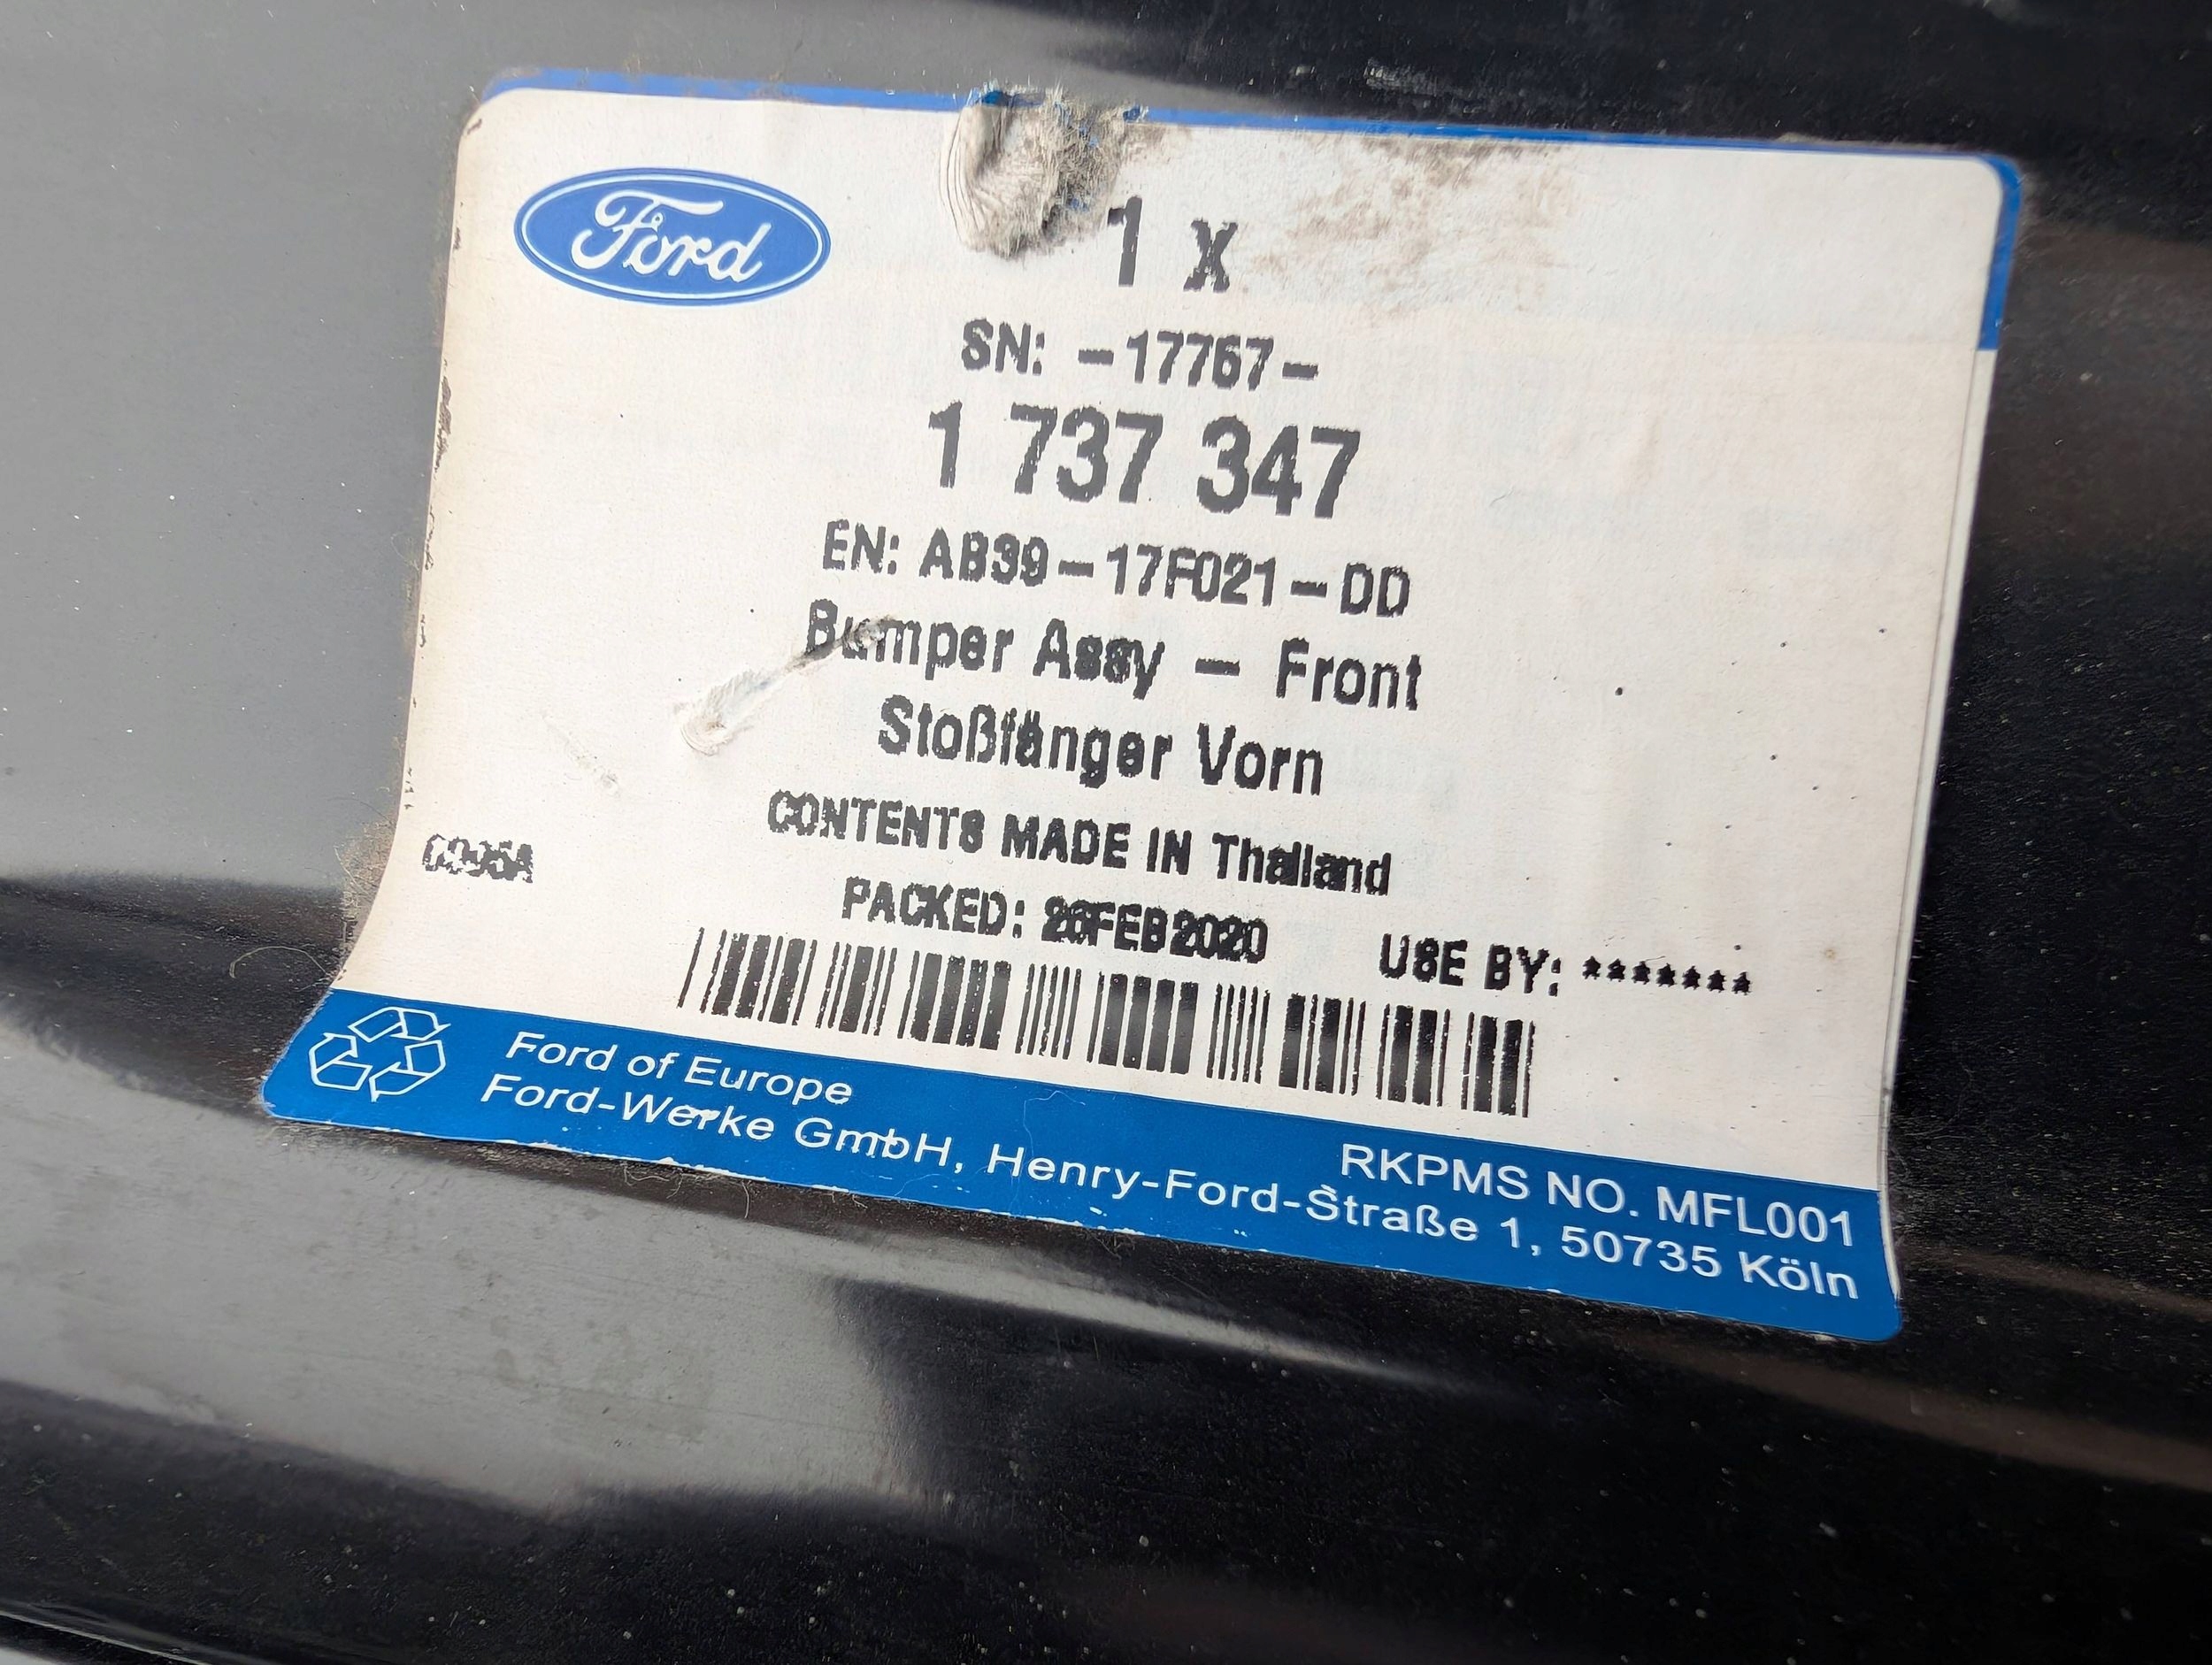 Ford
1 X
SN: -17767-
1 737 347
EN: AB39-17F021-DD
Bumper Assy - Front
Stoßfänger Vorn
CONTENTS MADE IN Thailand
PACKED: 26FEB2020 USE BY: *******
Ford of Europe
RKPMS NO. MFL001
Ford-Werke GmbH, Henry-Ford-Straße 1, 50735 Köln